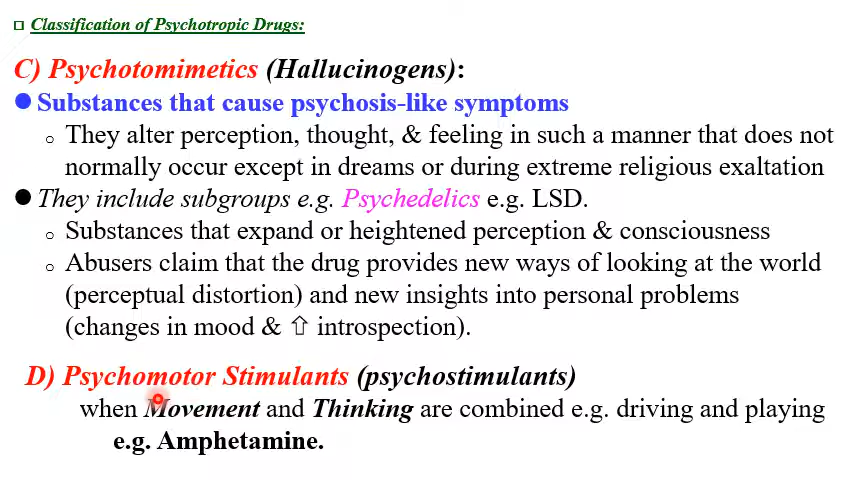 □ Classification of Psychotropic Drugs:
C) Psychotomimetics (Hallucinogens):
● Substances that cause psychosis-like symptoms
o They alter perception, thought, & feeling in such a manner that does not
normally occur except in dreams or during extreme religious exaltation
● They include subgroups e.g. Psychedelics e.g. LSD.
o Substances that expand or heightened perception & consciousness
o Abusers claim that the drug provides new ways of looking at the world
(perceptual distortion) and new insights into personal problems
(changes in mood & ⇧ introspection).
D) Psychomotor Stimulants (psychostimulants)
when Movement and Thinking are combined e.g. driving and playing
e.g. Amphetamine.